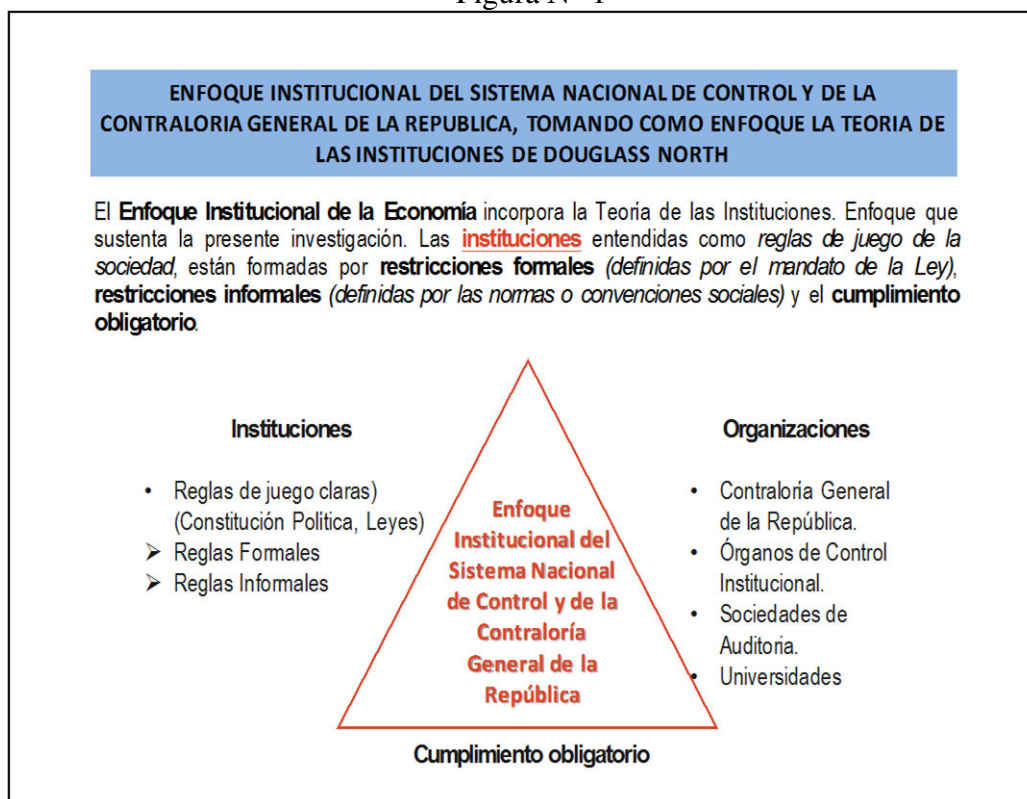 ENFOQUE INSTITUCIONAL DEL SISTEMA NACIONAL DE CONTROL Y DE LA
CONTRALORIA GENERAL DE LA REPUBLICA, TOMANDO COMO ENFOQUE LA TEORIA DE
LAS INSTITUCIONES DE DOUGLASS NORTH
El Enfoque Institucional de la Economía incorpora la Teoría de las Instituciones. Enfoque que
sustenta la presente investigación. Las instituciones entendidas como reglas de juego de la
sociedad, están formadas por restricciones formales (definidas por el mandato de la Ley),
restricciones informales (definidas por las normas o convenciones sociales) y el cumplimiento
obligatorio.
Instituciones
• Reglas de juego claras)
(Constitución Política, Leyes)
➢ Reglas Formales
➢ Reglas Informales
Enfoque
Institucional del
Sistema Nacional
de Control y de la
Contraloría
General de la
República
Organizaciones
• Contraloría General
de la República.
• Órganos de Control
Institucional.
• Sociedades de
Auditoria.
• Universidades
Cumplimiento obligatorio